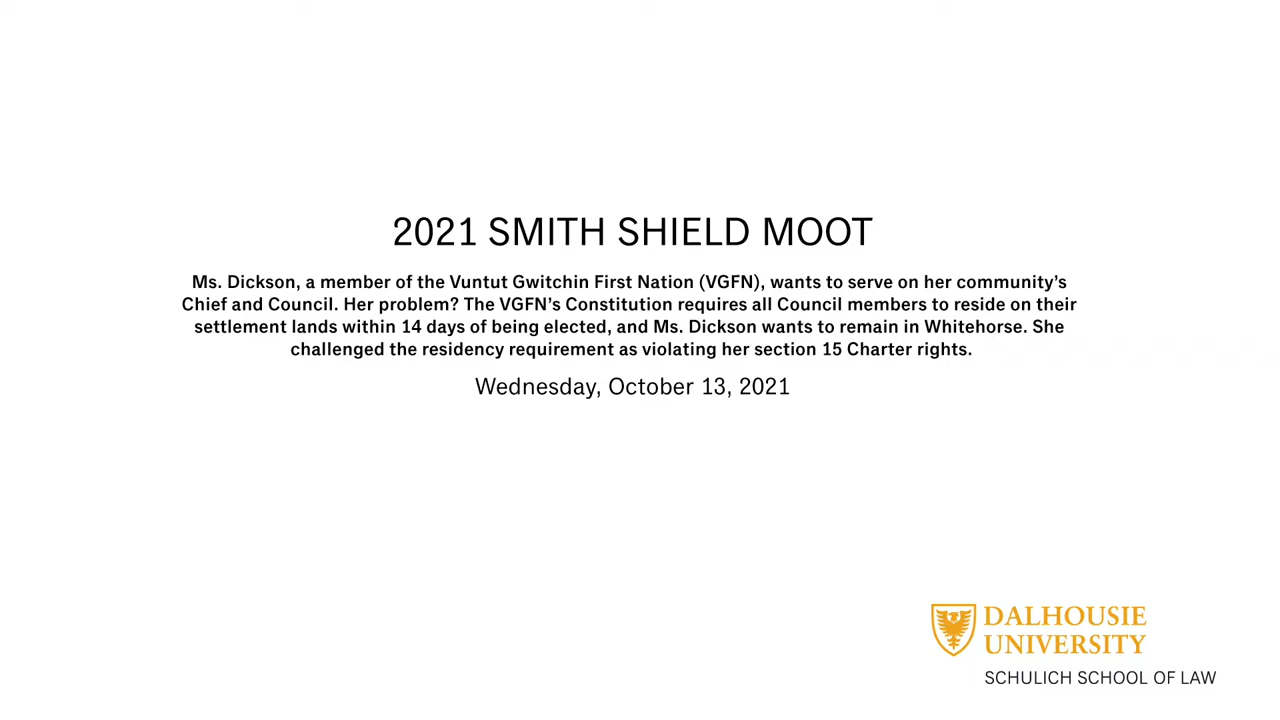 2021 SMITH SHIELD MOOT
Ms. Dickson, a member of the Vuntut Gwitchin First Nation (VGFN), wants to serve on her community's
Chief and Council. Her problem? The VGFN's Constitution requires all Council members to reside on their
settlement lands within 14 days of being elected, and Ms. Dickson wants to remain in Whitehorse. She
challenged the residency requirement as violating her section 15 Charter rights.
Wednesday, October 13, 2021
DALHOUSIE
UNIVERSITY
SCHULICH SCHOOL OF LAW